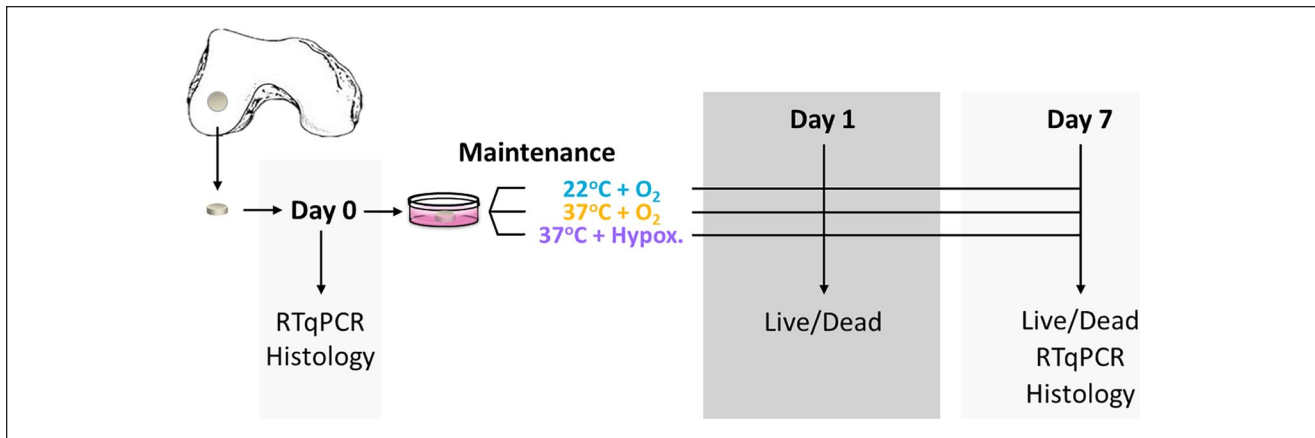 Day 0
RTqPCR
Histology
Maintenance
22°C + O₂
37°C + O₂
37°C + Hypox.
Day 1
Live/Dead
Day 7
Live/Dead
RTqPCR
Histology